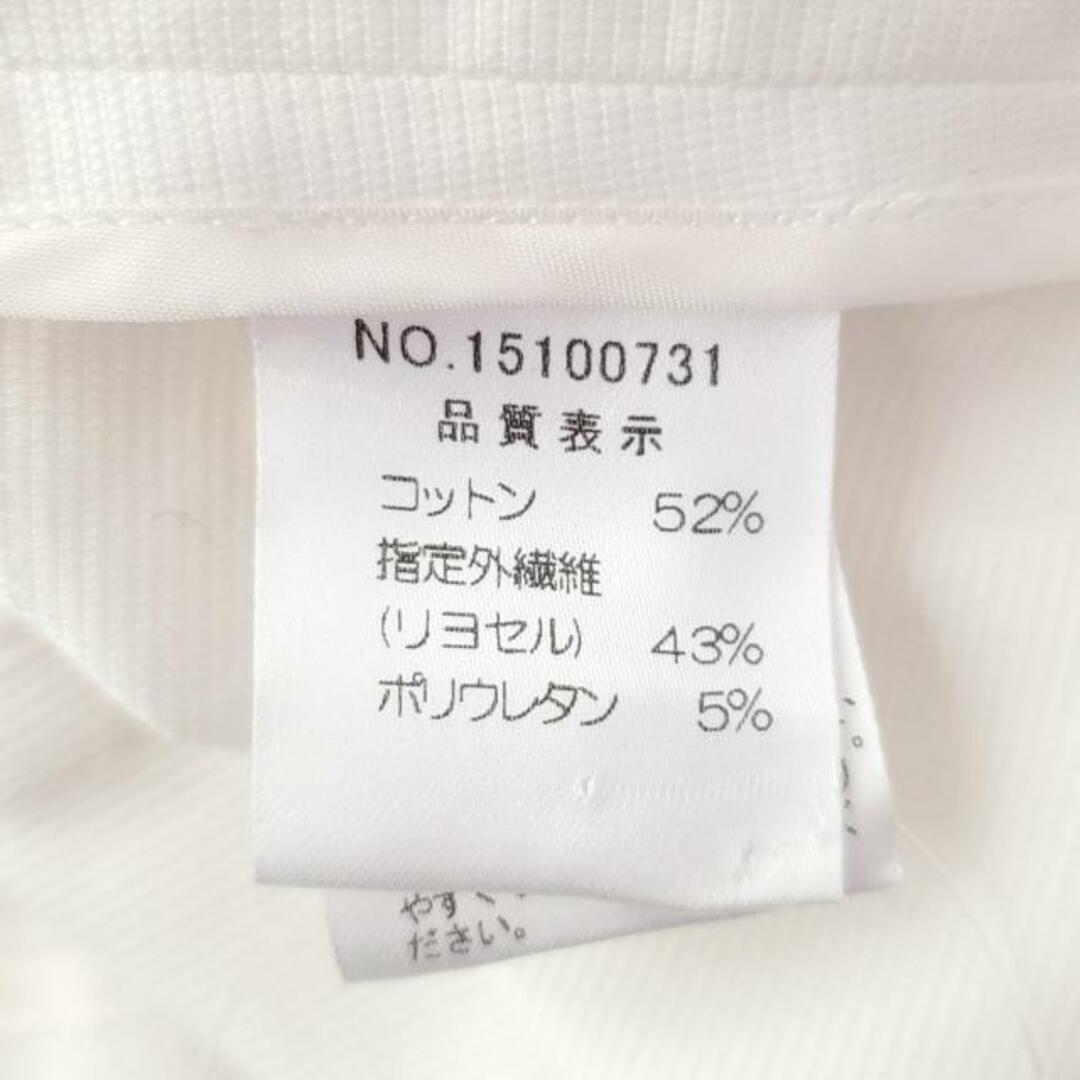 NO.15100731
品質表示
コットン 52%
指定外繊維
(リヨセル) 43%
ポリウレタン 5%
やすく
ださい。